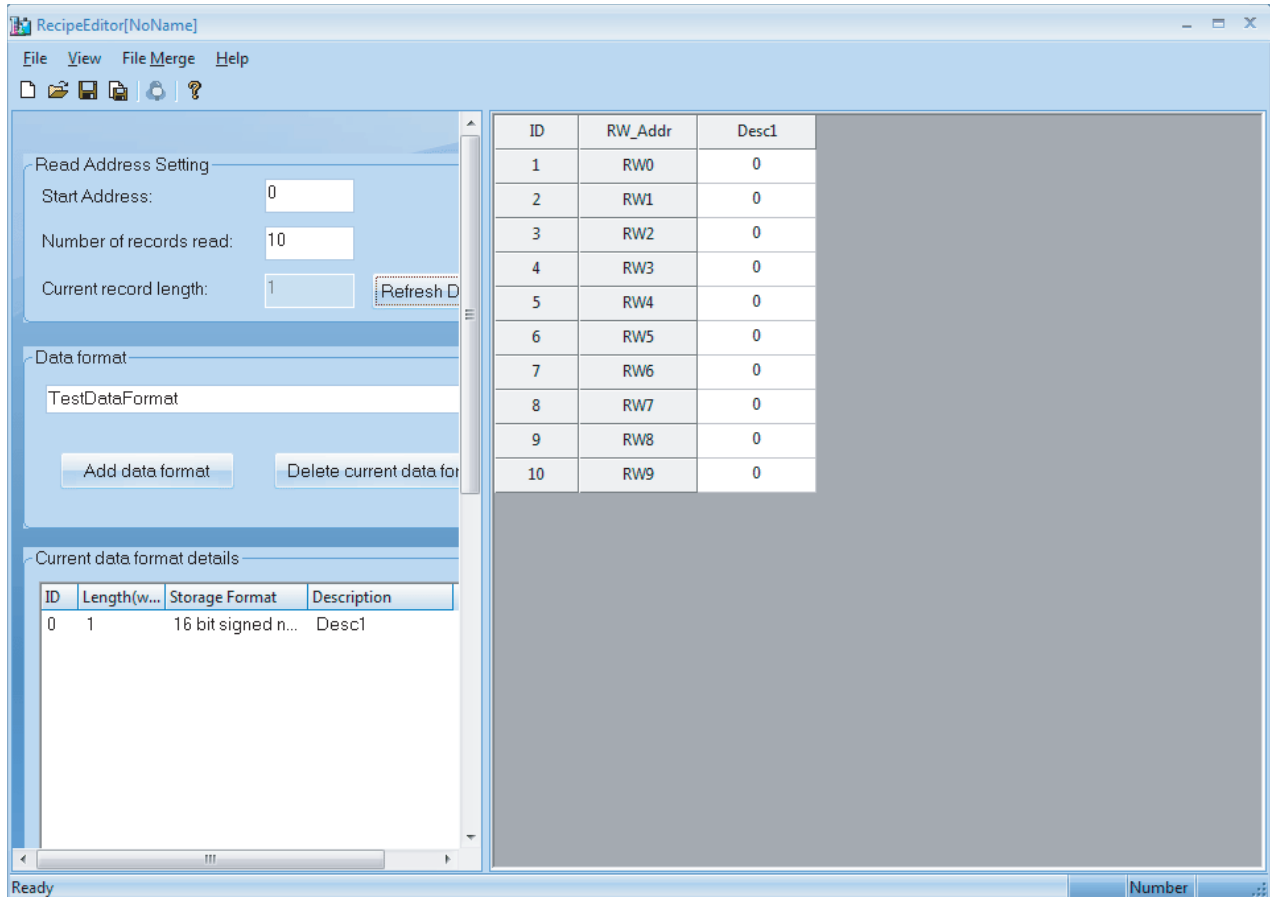 RecipeEditor[NoName]
File View File Merge Help
Read Address Setting
Start Address: 0
Number of records read: 10
Current record length: 1 Refresh D
Data format
TestDataFormat
Add data format Delete current data for
Current data format details
ID Length(w... Storage Format Description
0 1 16 bit signed n... Desc1
ID RW_Addr Desc1
1 RW0 0
2 RW1 0
3 RW2 0
4 RW3 0
5 RW4 0
6 RW5 0
7 RW6 0
8 RW7 0
9 RW8 0
10 RW9 0
Ready Number